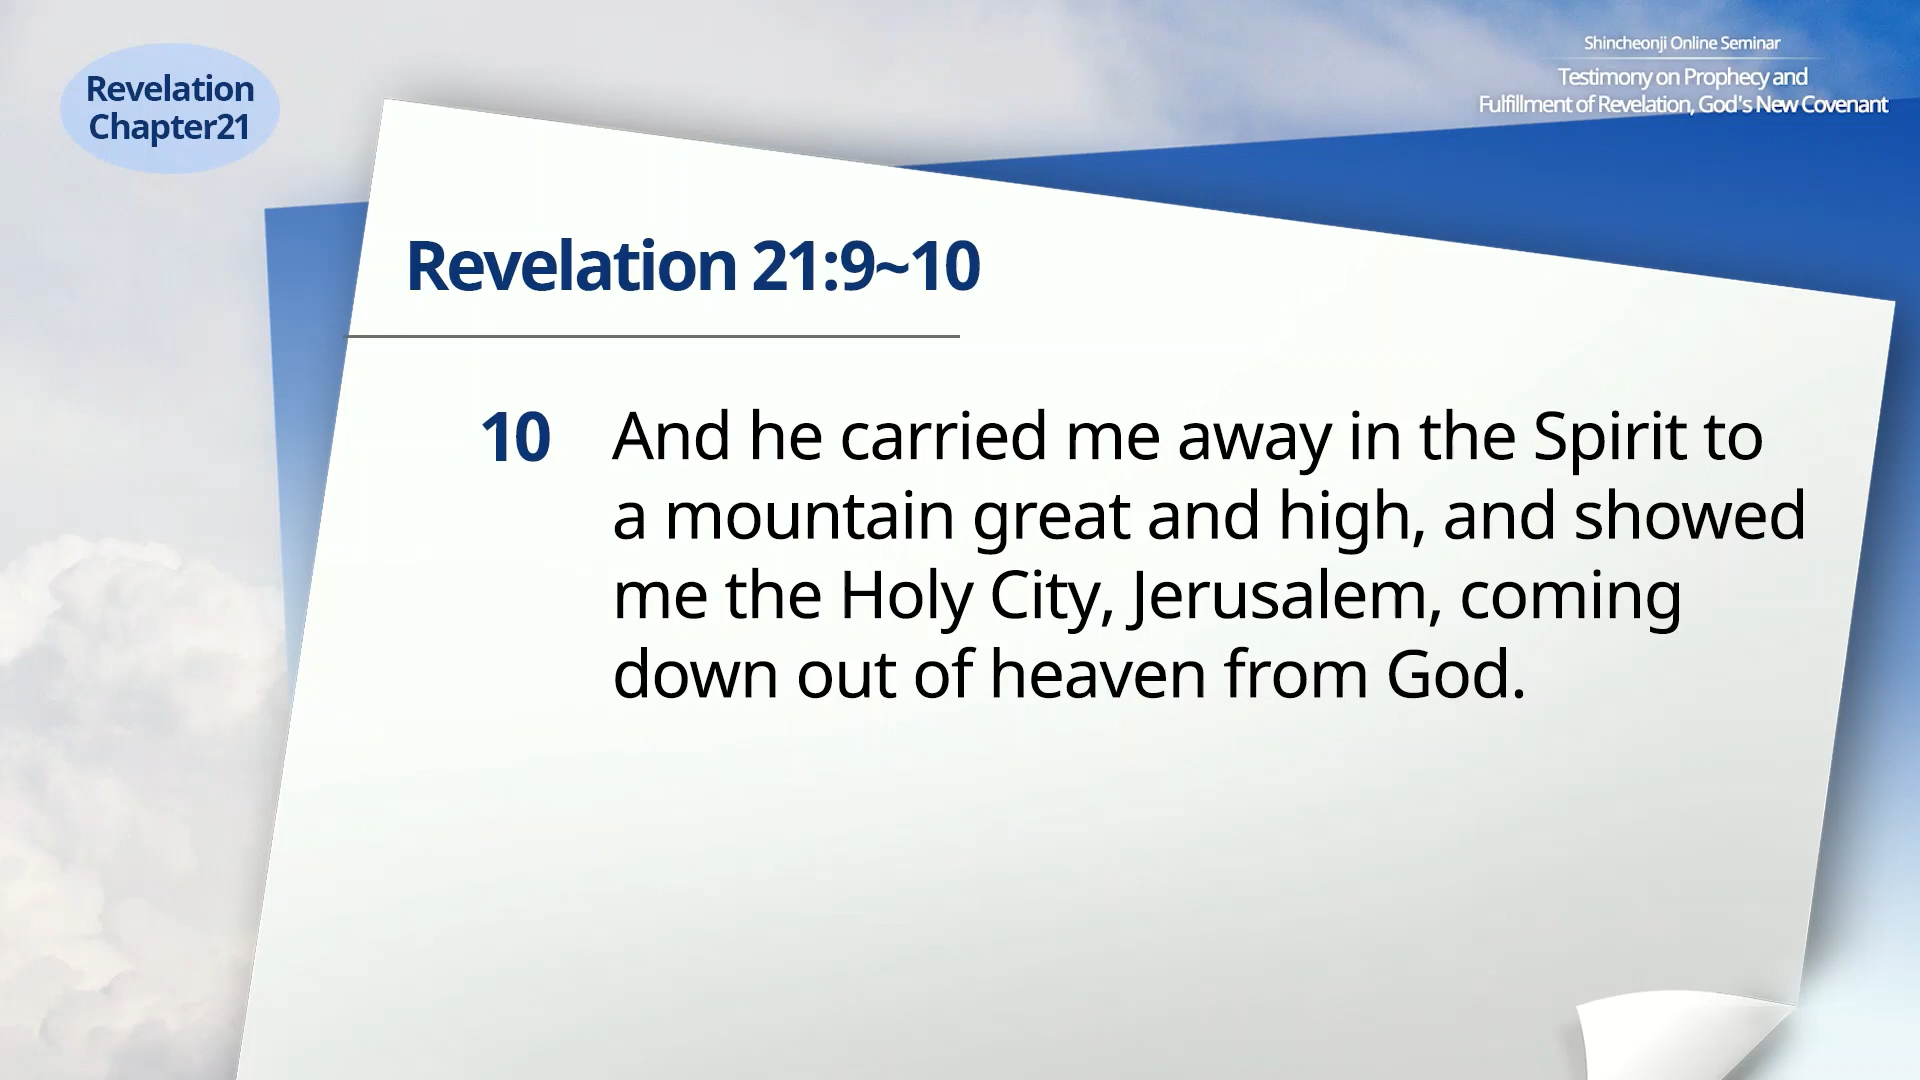 Revelation
Chapter21
Shincheonji Online Seminar
Testimony on Prophecy and
Fulfillment of Revelation, God's New Covenant
Revelation 21:9~10
10 And he carried me away in the Spirit to
a mountain great and high, and showed
me the Holy City, Jerusalem, coming
down out of heaven from God.